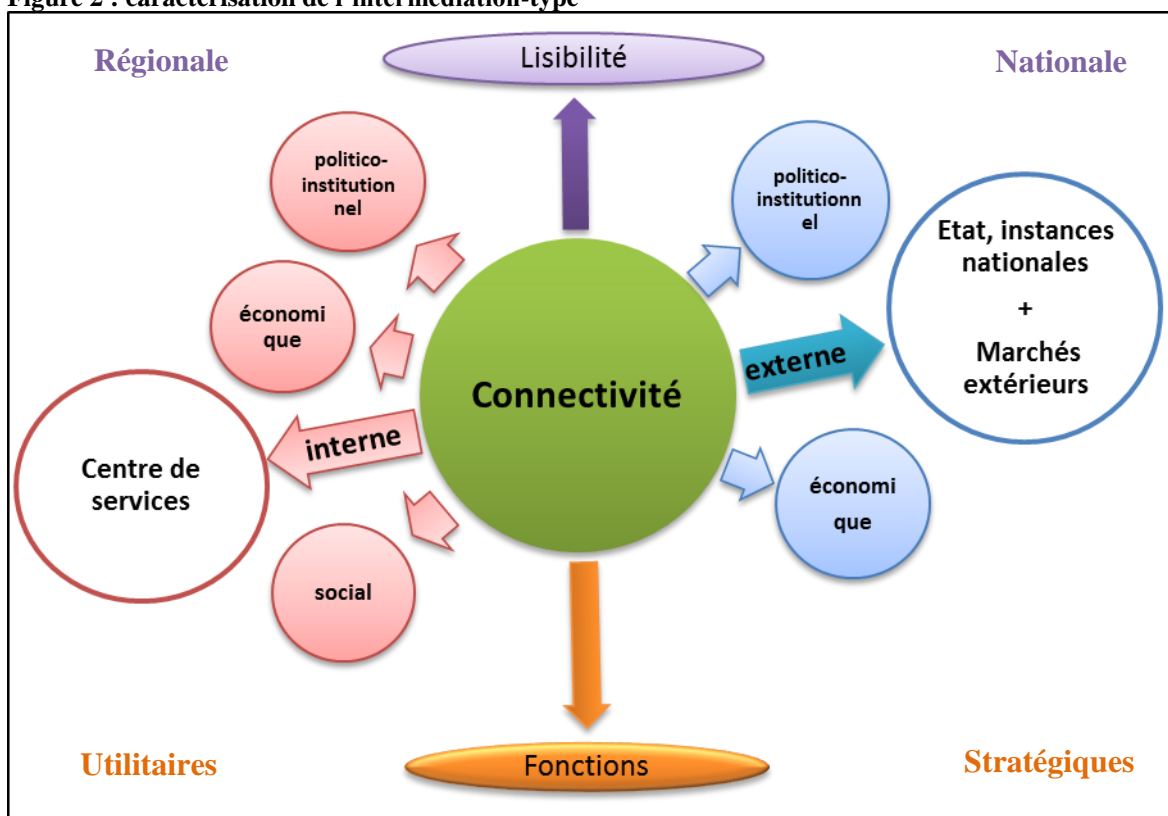 Figure 2 : caractérisation de l'intermédiation-type
Régionale
Lisibilité
Nationale
politico-
institution
nel
politico-
institutionn
el
Etat, instances
nationales
+
Marchés
extérieurs
économi
que
externe
Connectivité
interne
Centre de
services
économi
que
social
Utilitaires
Fonctions
Stratégiques